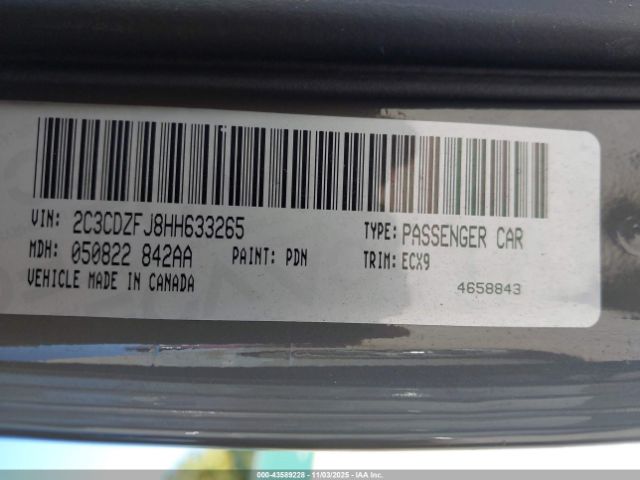 VIN: 2C3CDZFJ8HH633265 TYPE: PASSENGER CAR
MDH: 050822 842AA PAINT: PDN TRIM: ECX9
VEHICLE MADE IN CANADA 4658843
000-43589228 - 11/03/2025 - IAA Inc.